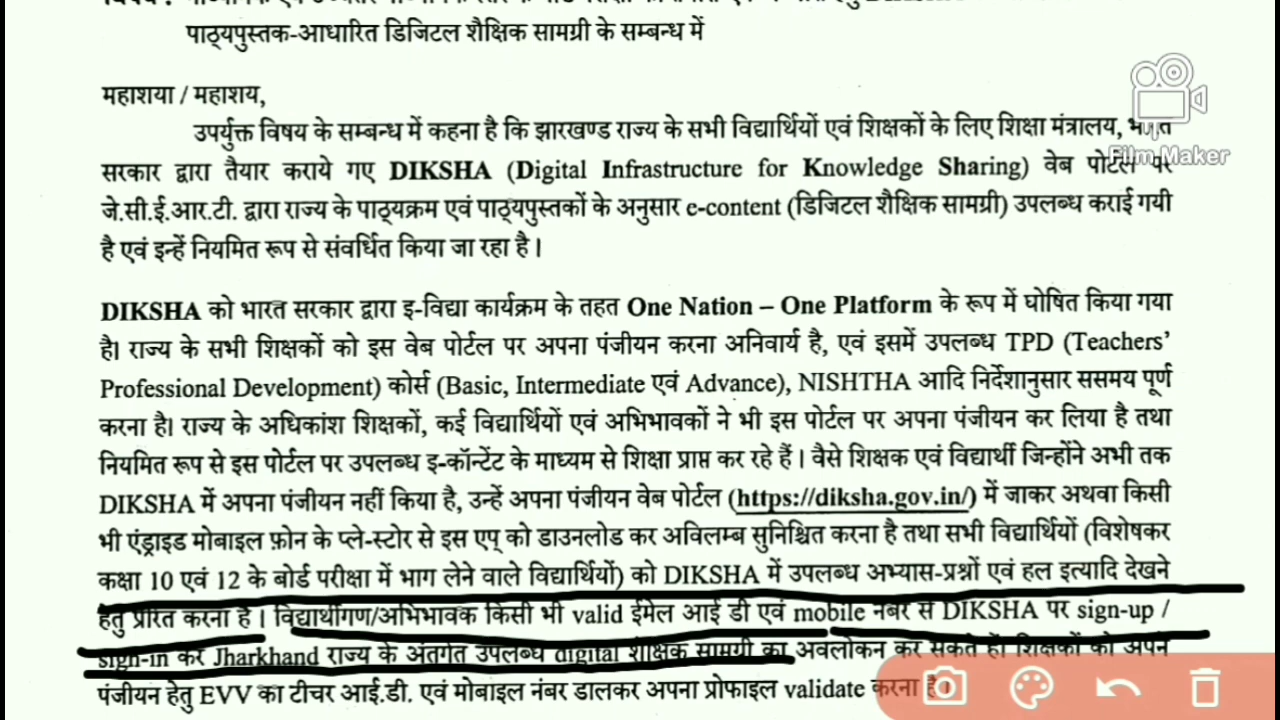 पाठ्यपुस्तक-आधारित डिजिटल शैक्षिक सामग्री के सम्बन्ध में
महाशया / महाशय,
उपर्युक्त विषय के सम्बन्ध में कहना है कि झारखण्ड राज्य के सभी विद्यार्थियों एवं शिक्षकों के लिए शिक्षा मंत्रालय, भारत
सरकार द्वारा तैयार कराये गए DIKSHA (Digital Infrastructure for Knowledge Sharing) वेब पोर्टल पर
Film Maker
जे.सी.ई.आर.टी. द्वारा राज्य के पाठ्यक्रम एवं पाठ्यपुस्तकों के अनुसार e-content (डिजिटल शैक्षिक सामग्री) उपलब्ध कराई गयी
है एवं इन्हें नियमित रूप से संवर्धित किया जा रहा है।
DIKSHA को भारत सरकार द्वारा इ-विद्या कार्यक्रम के तहत One Nation – One Platform के रूप में घोषित किया गया
है। राज्य के सभी शिक्षकों को इस वेब पोर्टल पर अपना पंजीयन करना अनिवार्य है, एवं इसमें उपलब्ध TPD (Teachers’
Professional Development) कोर्स (Basic, Intermediate एवं Advance), NISHTHA आदि निर्देशानुसार ससमय पूर्ण
करना है। राज्य के अधिकांश शिक्षकों, कई विद्यार्थियों एवं अभिभावकों ने भी इस पोर्टल पर अपना पंजीयन कर लिया है तथा
नियमित रूप से इस पोर्टल पर उपलब्ध इ-कॉन्टेंट के माध्यम से शिक्षा प्राप्त कर रहे हैं। वैसे शिक्षक एवं विद्यार्थी जिन्होंने अभी तक
DIKSHA में अपना पंजीयन नहीं किया है, उन्हें अपना पंजीयन वेब पोर्टल (https://diksha.gov.in/) में जाकर अथवा किसी
भी एंड्राइड मोबाइल फ़ोन के प्ले-स्टोर से इस एप् को डाउनलोड कर अविलम्ब सुनिश्चित करना है तथा सभी विद्यार्थियों (विशेषकर
कक्षा 10 एवं 12 के बोर्ड परीक्षा में भाग लेने वाले विद्यार्थियों) को DIKSHA में उपलब्ध अभ्यास-प्रश्नों एवं हल इत्यादि देखने
हेतु प्रेरित करना है। विद्यार्थीगण/अभिभावक किसी भी valid ईमेल आई डी एवं mobile नंबर से DIKSHA पर sign-up /
sign-in कर Jharkhand राज्य के अंतर्गत उपलब्ध digital शैक्षिक सामग्री का अवलोकन कर सकते हैं। शिक्षकों को अपने
पंजीयन हेतु EVV का टीचर आई.डी. एवं मोबाइल नंबर डालकर अपना प्रोफाइल validate करना है।